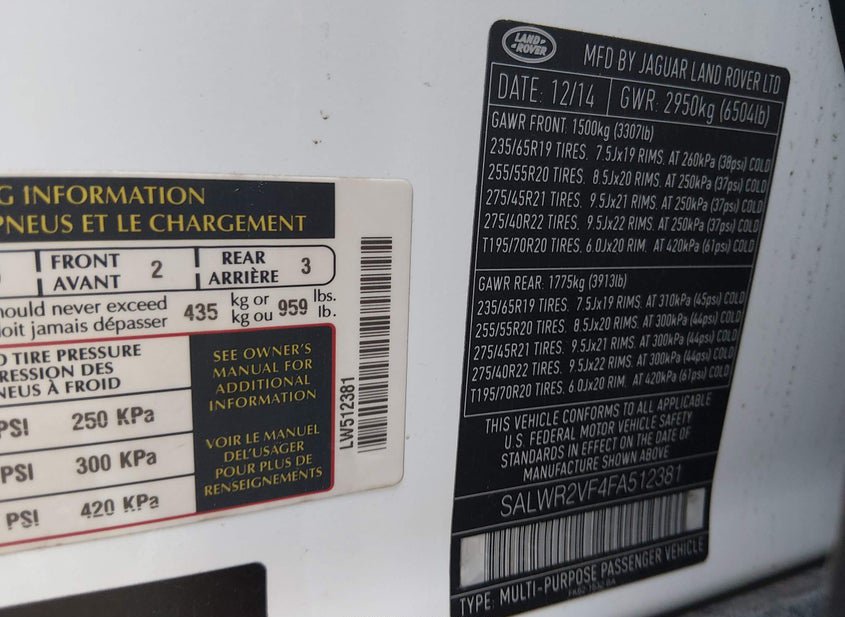 G INFORMATION
PNEUS ET LE CHARGEMENT
FRONT
AVANT 2
REAR
ARRIÈRE 3
ould never exceed
oit jamais dépasser
435 kg or
kg ou 959 lbs.
lb.
D TIRE PRESSURE
RESSION DES
NEUS À FROID
PSI 250 KPa
PSI 300 KPa
PSI 420 KPa
SEE OWNER'S
MANUAL FOR
ADDITIONAL
INFORMATION
VOIR LE MANUEL
DEL'USAGER
POUR PLUS DE
RENSEIGNEMENTS
LW512381
LAND-
ROVER
MFD BY JAGUAR LAND ROVER LTD
DATE: 12/14 GWR: 2950kg (6504lb)
GAWR FRONT: 1500kg (3307lb)
235/65R19 TIRES, 7.5Jx19 RIMS, AT 260kPa (38psi) COLD
255/55R20 TIRES, 8.5Jx20 RIMS, AT 250kPa (37psi) COLD
275/45R21 TIRES, 9.5Jx21 RIMS, AT 250kPa (37psi) COLD
275/40R22 TIRES, 9.5Jx22 RIMS, AT 250kPa (37psi) COLD
T195/70R20 TIRES, 6.0Jx20 RIM, AT 420kPa (61psi) COLD
GAWR REAR: 1775kg (3913lb)
235/65R19 TIRES, 7.5Jx19 RIMS, AT 310kPa (45psi) COLD
255/55R20 TIRES, 8.5Jx20 RIMS, AT 300kPa (44psi) COLD
275/45R21 TIRES, 9.5Jx21 RIMS, AT 300kPa (44psi) COLD
275/40R22 TIRES, 9.5Jx22 RIMS, AT 300kPa (44psi) COLD
T195/70R20 TIRES, 6.0Jx20 RIM, AT 420kPa (61psi) COLD
THIS VEHICLE CONFORMS TO ALL APPLICABLE
U.S. FEDERAL MOTOR VEHICLE SAFETY
STANDARDS IN EFFECT ON THE DATE OF
MANUFACTURE SHOWN ABOVE
SALWR2VF4FA512381
TYPE: MULTI-PURPOSE PASSENGER VEHICLE